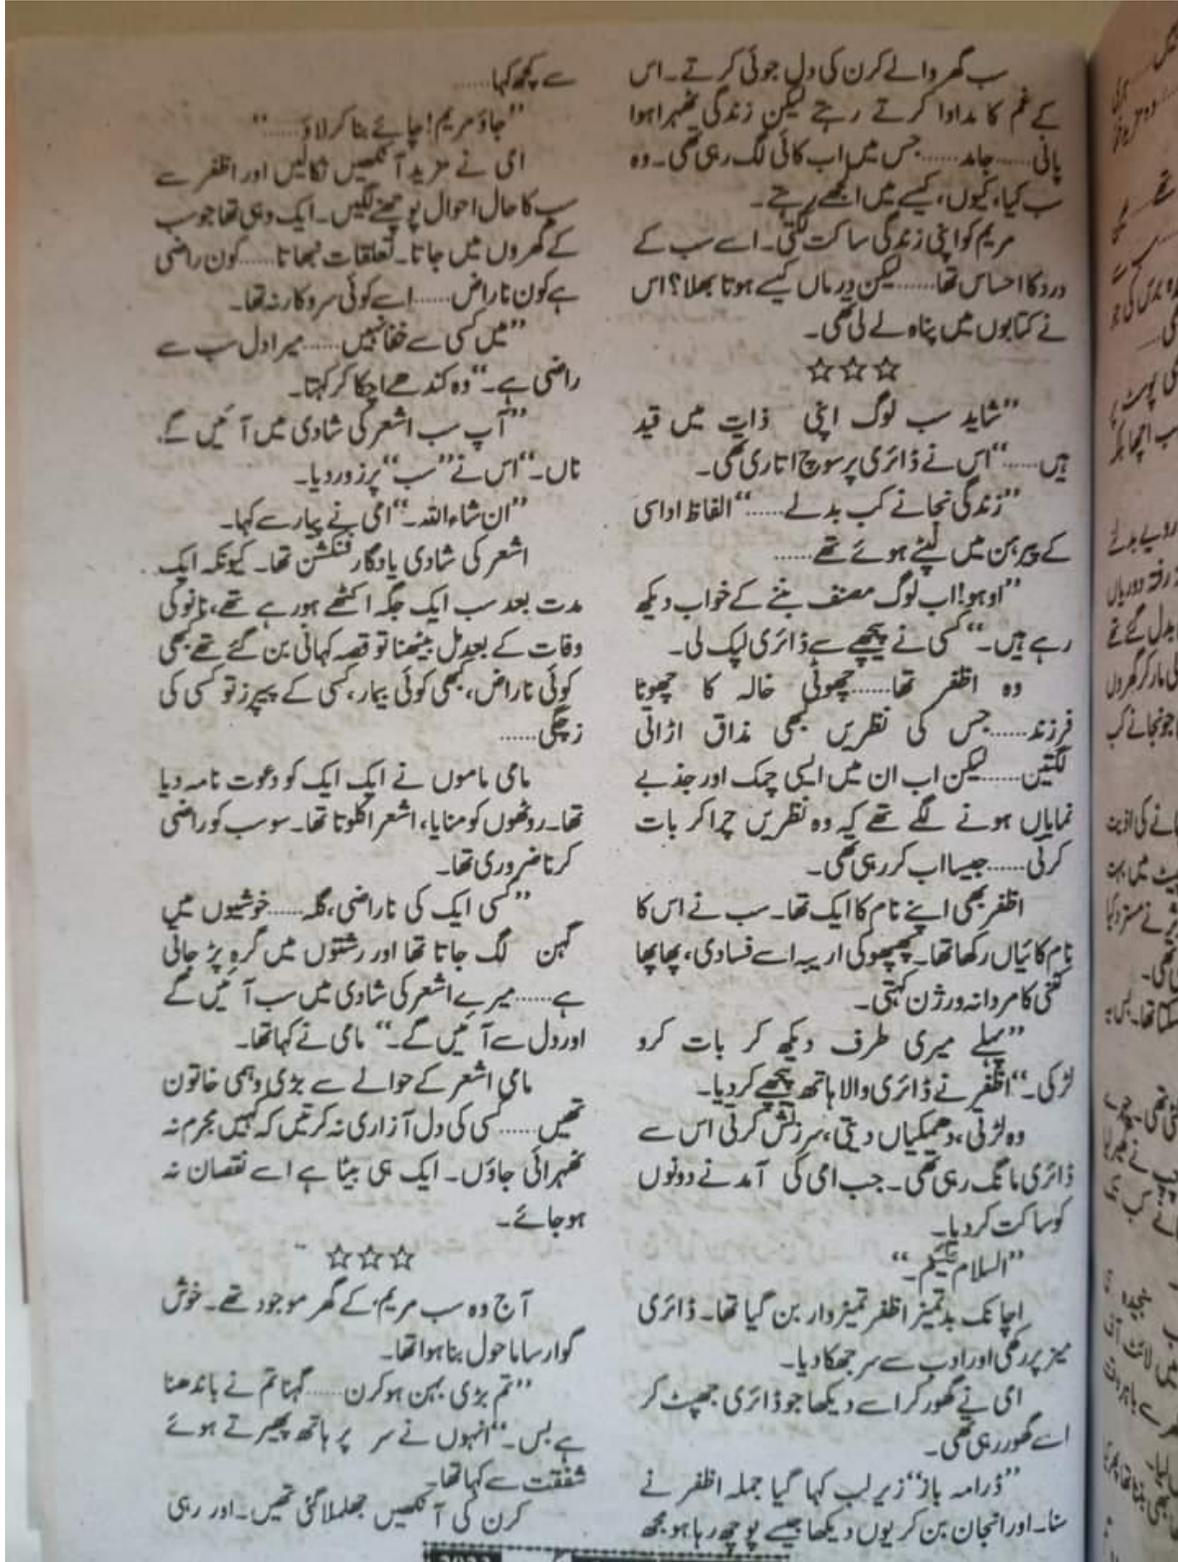 سب گھر والے کرن کی دل جوئی کرتے۔ اس
کے غم کا مداوا کرتے رہتے لیکن زندگی ٹھہرا ہوا
پانی...... جامد...... جس میں اب کائی لگ رہی تھی۔ وہ
سب کیا، کیوں، کیسے میں الجھے رہتے۔
مریم کو اپنی زندگی ساکت لگتی۔ اسے سب کے
درد کا احساس تھا...... لیکن درماں کیسے ہوتا بھلا؟ اس
نے کتابوں میں پناہ لے لی تھی۔
☆☆☆
”شاید سب لوگ اپنی ذات میں قید
ہیں......“ اس نے ڈائری پر سوچ اتاری تھی۔
”زندگی نجانے کب بدلے......“ الفاظ اداسی
کے پیرہن میں لپٹے ہوئے تھے......
”اوہو! اب لوگ مصنف بننے کے خواب دیکھ
رہے ہیں۔“ کسی نے پیچھے سے ڈائری لپک لی۔
وہ اظفر تھا...... چھوٹی خالہ کا چھوٹا
فرزند...... جس کی نظریں کبھی مذاق اڑاتی
لگتیں...... لیکن اب ان میں ایسی چمک اور جذبے
نمایاں ہونے لگے تھے کہ وہ نظریں چرا کر بات
کرتی...... جیسا اب کر رہی تھی۔
اظفر بھی اپنے نام کا ایک تھا۔ سب نے اس کا
نام کائیاں رکھا تھا۔ پھپھو کی اریبہ اسے فسادی، پھاپھا
کٹنی کا مردانہ ورژن کہتی۔
”پہلے میری طرف دیکھ کر بات کرو
لڑکی۔“ اظفر نے ڈائری والا ہاتھ پیچھے کر دیا۔
وہ لڑتی، دھمکیاں دیتی، سرزنش کرتی اس سے
ڈائری مانگ رہی تھی۔ جب امی کی آمد نے دونوں
کو ساکت کر دیا۔
”السلام علیکم۔“
اچانک بدتمیز اظفر تمیزدار بن گیا تھا۔ ڈائری
میز پر رکھی اور ادب سے سر جھکا دیا۔
امی نے گھور کر اسے دیکھا جو ڈائری جھپٹ کر
اسے گھور رہی تھی۔
”ڈرامہ باز“ زیر لب کہا گیا جملہ اظفر نے
سنا۔ اور انجان بن کر یوں دیکھا جیسے پوچھ رہا ہو مجھ
سے کچھ کہا......
”جاؤ مریم! چائے بنا کر لاؤ......“
امی نے مزید آنکھیں نکالیں اور اظفر سے
سب کا حال احوال پوچھنے لگیں۔ ایک وہی تھا جو سب
کے گھروں میں جاتا۔ تعلقات نبھاتا...... کون راضی
ہے کون ناراض...... اسے کوئی سروکار نہ تھا۔
”میں کسی سے خفا نہیں...... میرا دل سب سے
راضی ہے۔“ وہ کندھے اچکا کر کہتا۔
”آپ سب اشعر کی شادی میں آئیں گے
ناں۔“ اس نے ”سب“ پر زور دیا۔
”ان شاء اللہ۔“ امی نے پیار سے کہا۔
اشعر کی شادی یادگار فنکشن تھا۔ کیونکہ ایک
مدت بعد سب ایک جگہ اکٹھے ہو رہے تھے، نانو کی
وفات کے بعد مل بیٹھنا تو قصہ کہانی بن گئے تھے کبھی
کوئی ناراض، کبھی کوئی بیمار، کسی کے پیپرز تو کسی کی
زچگی......
مامی ماموں نے ایک ایک کو دعوت نامہ دیا
تھا۔ روٹھوں کو منایا، اشعر اکلوتا تھا۔ سو سب کو راضی
کرنا ضروری تھا۔
”کسی ایک کی ناراضی، گلہ...... خوشیوں میں
گہن لگ جاتا تھا اور رشتوں میں گرہ پڑ جاتی
ہے...... میرے اشعر کی شادی میں سب آئیں گے
اور دل سے آئیں گے۔“ مامی نے کہا تھا۔
مامی اشعر کے حوالے سے بڑی وہمی خاتون
تھیں...... کسی کی دل آزاری نہ کرتیں کہ کہیں مجرم نہ
ٹھہرائی جاؤں۔ ایک ہی بیٹا ہے اسے نقصان نہ
ہو جائے۔
☆☆☆
آج وہ سب مریم کے گھر موجود تھے۔ خوش
گوار سا ماحول بنا ہوا تھا۔
”تم بڑی بہن ہو کرن...... گہنا تم نے باندھنا
ہے بس۔“ انہوں نے سر پر ہاتھ پھیرتے ہوئے
شفقت سے کہا تھا۔
کرن کی آنکھیں جھلملا گئی تھیں۔ اور رہی